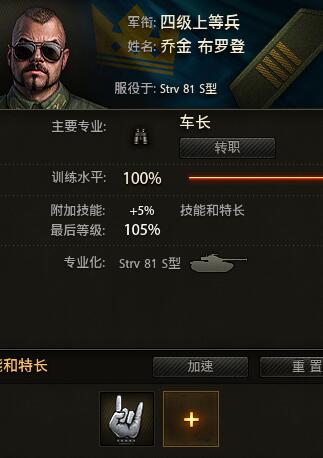 军衔: 四级上等兵
姓名: 乔金 布罗登
服役于: Strv 81 S型
主要专业: 车长
转职
训练水平: 100%
附加技能: +5% 技能和特长
最后等级: 105%
专业化: Strv 81 S型
能和特长 加速 重置
+